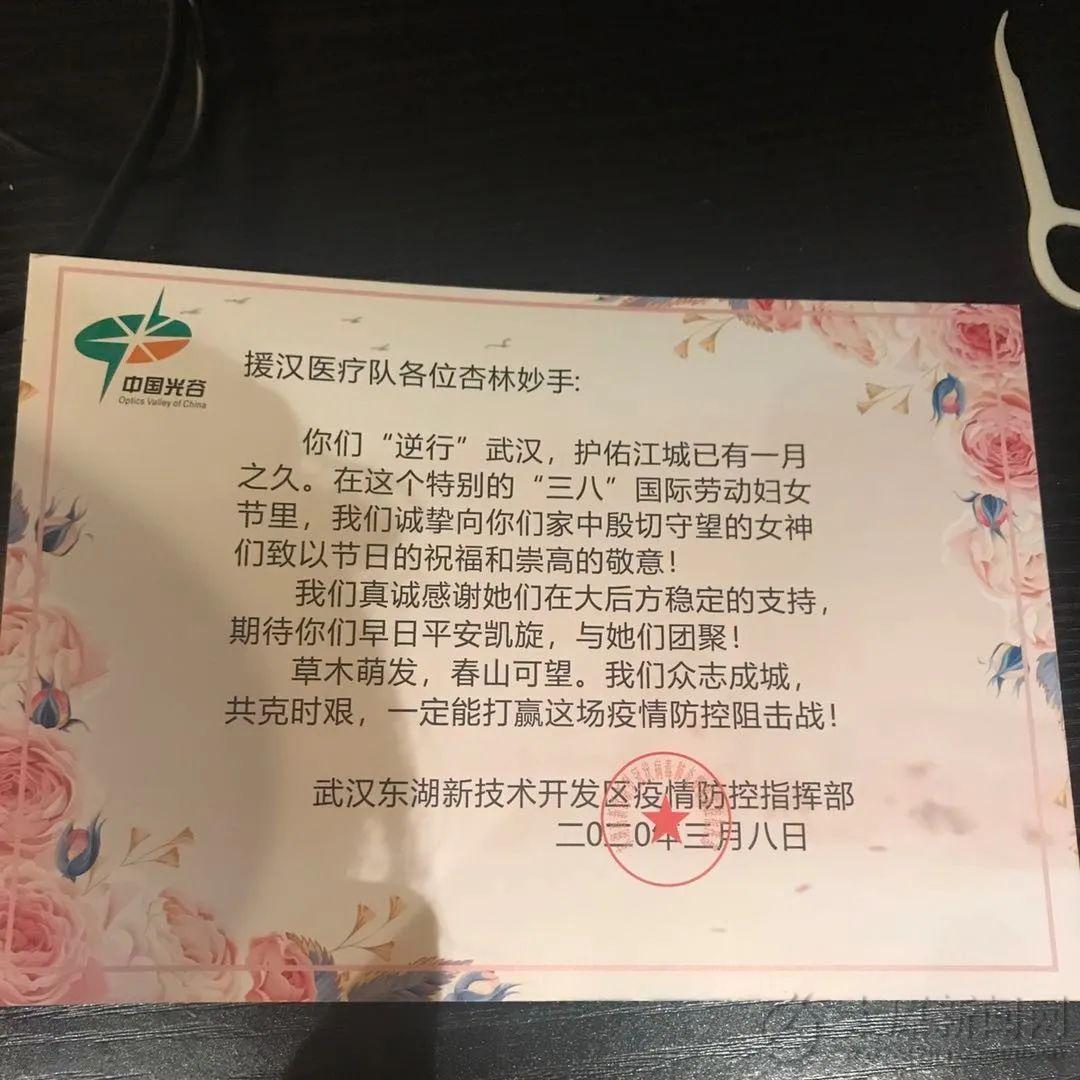 中国光谷
Optics Valley of China
援汉医疗队各位杏林妙手:
你们“逆行”武汉，护佑江城已有一月
之久。在这个特别的“三八”国际劳动妇女
节里，我们诚挚向你们家中殷切守望的女神
们致以节日的祝福和崇高的敬意！
我们真诚感谢她们在大后方稳定的支持，
期待你们早日平安凯旋，与她们团聚！
草木萌发，春山可望。我们众志成城，
共克时艰，一定能打赢这场疫情防控阻击战！
武汉东湖新技术开发区疫情防控指挥部
二0二0年三月八日